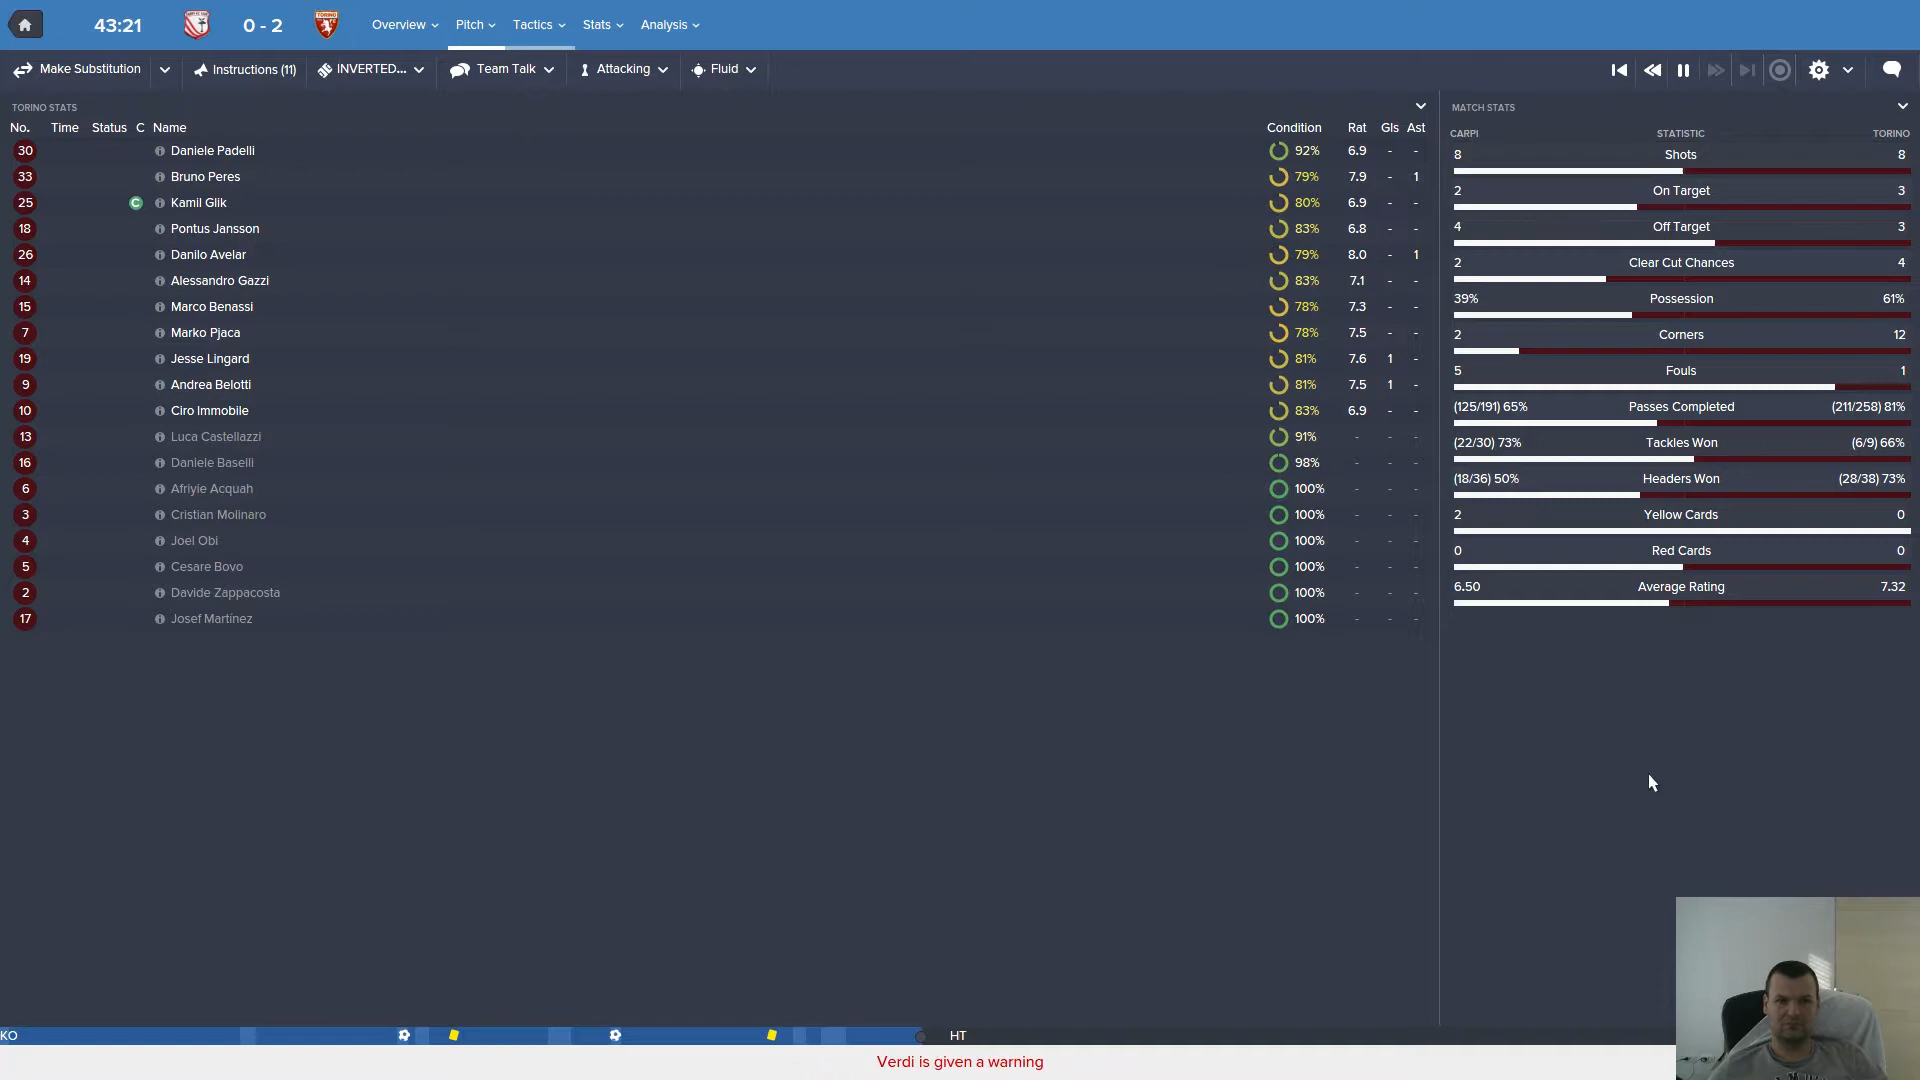 43:21 0 - 2 TORINO Overview Pitch Tactics Stats Analysis
Make Substitution Instructions (11) INVERTED... Team Talk Attacking Fluid
TORINO STATS
No. Time Status C Name Condition Rat Gls Ast
30 Daniele Padelli 92% 6.9 - -
33 Bruno Peres 79% 7.9 - 1
25 C Kamil Glik 80% 6.9 - -
18 Pontus Jansson 83% 6.8 - -
26 Danilo Avelar 79% 8.0 - 1
14 Alessandro Gazzi 83% 7.1 - -
15 Marco Benassi 78% 7.3 - -
7 Marko Pjaca 78% 7.5 - -
19 Jesse Lingard 81% 7.6 1 -
9 Andrea Belotti 81% 7.5 1 -
10 Ciro Immobile 83% 6.9 - -
13 Luca Castellazzi 91% - - -
16 Daniele Baselli 98% - - -
6 Afriyie Acquah 100% - - -
3 Cristian Molinaro 100% - - -
4 Joel Obi 100% - - -
5 Cesare Bovo 100% - - -
2 Davide Zappacosta 100% - - -
17 Josef Martínez 100% - - -
MATCH STATS
CARPI STATISTIC TORINO
8 Shots 8
2 On Target 3
4 Off Target 3
2 Clear Cut Chances 4
39% Possession 61%
2 Corners 12
5 Fouls 1
(125/191) 65% Passes Completed (211/258) 81%
(22/30) 73% Tackles Won (6/9) 66%
(18/36) 50% Headers Won (28/38) 73%
2 Yellow Cards 0
0 Red Cards 0
6.50 Average Rating 7.32
KO HT
Verdi is given a warning